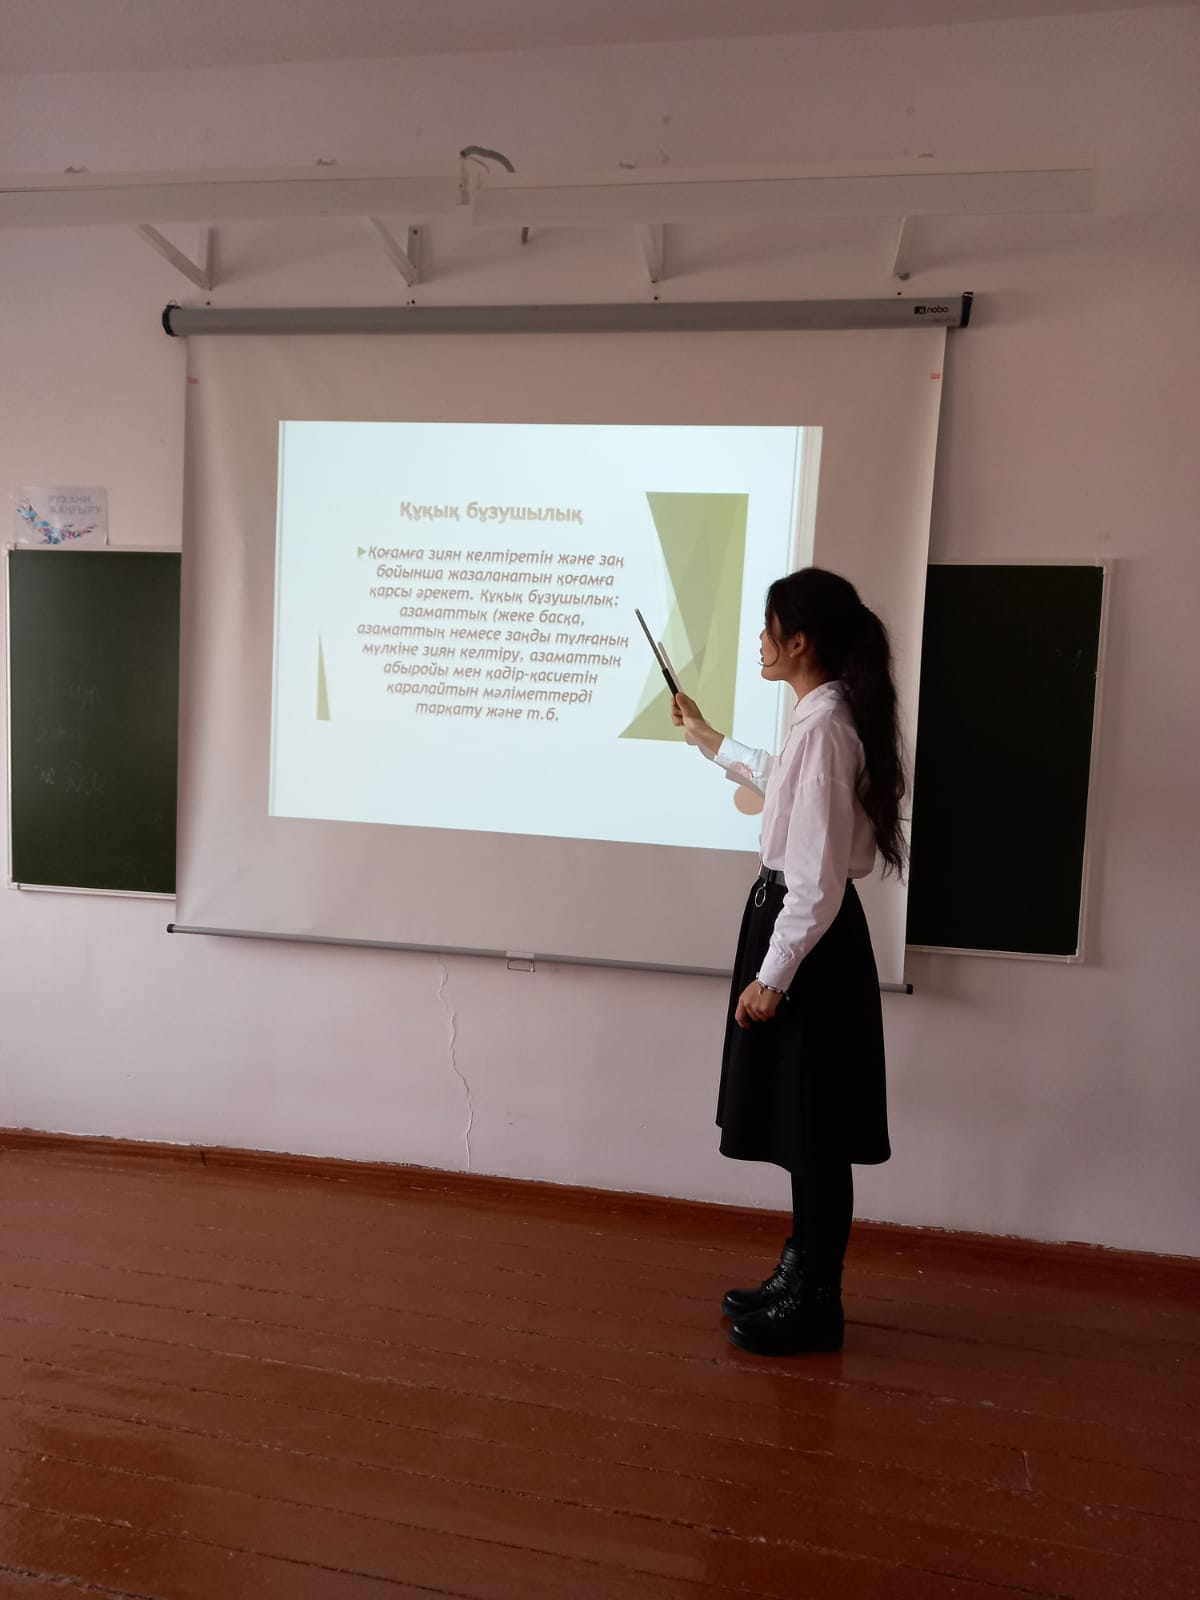 nobo
РУХАНИ
ЖАҢҒЫРУ
Құқық бұзушылық
Қоғамға зиян келтіретін және заң
бойынша жазаланатын қоғамға
қарсы әрекет. Құқық бұзушылық:
азаматтық (жеке басқа,
азаматтың немесе заңды тұлғаның
мүлкіне зиян келтіру, азаматтың
абыройы мен қадір-қасиетін
қаралайтын мәліметтерді
тарқату және т.б.